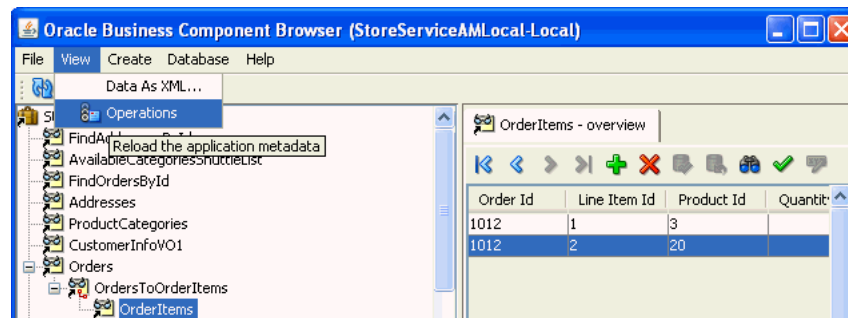 Oracle Business Component Browser (StoreServiceAMLocal-Local)
File View Create Database Help
Data As XML...
Operations
Reload the application metadata
AvailableCategoriesShuttleList
FindOrdersById
Addresses
ProductCategories
CustomerInfoVO1
Orders
OrdersToOrderItems
OrderItems
OrderItems - overview
Order Id Line Item Id Product Id
1012 1 3
1012 2 20